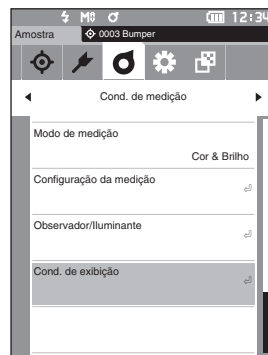 M0 12:34
Amostra 0003 Bumper
Cond. de medição
Modo de medição
Cor & Brilho
Configuração da medição
Observador/Iluminante
Cond. de exibição